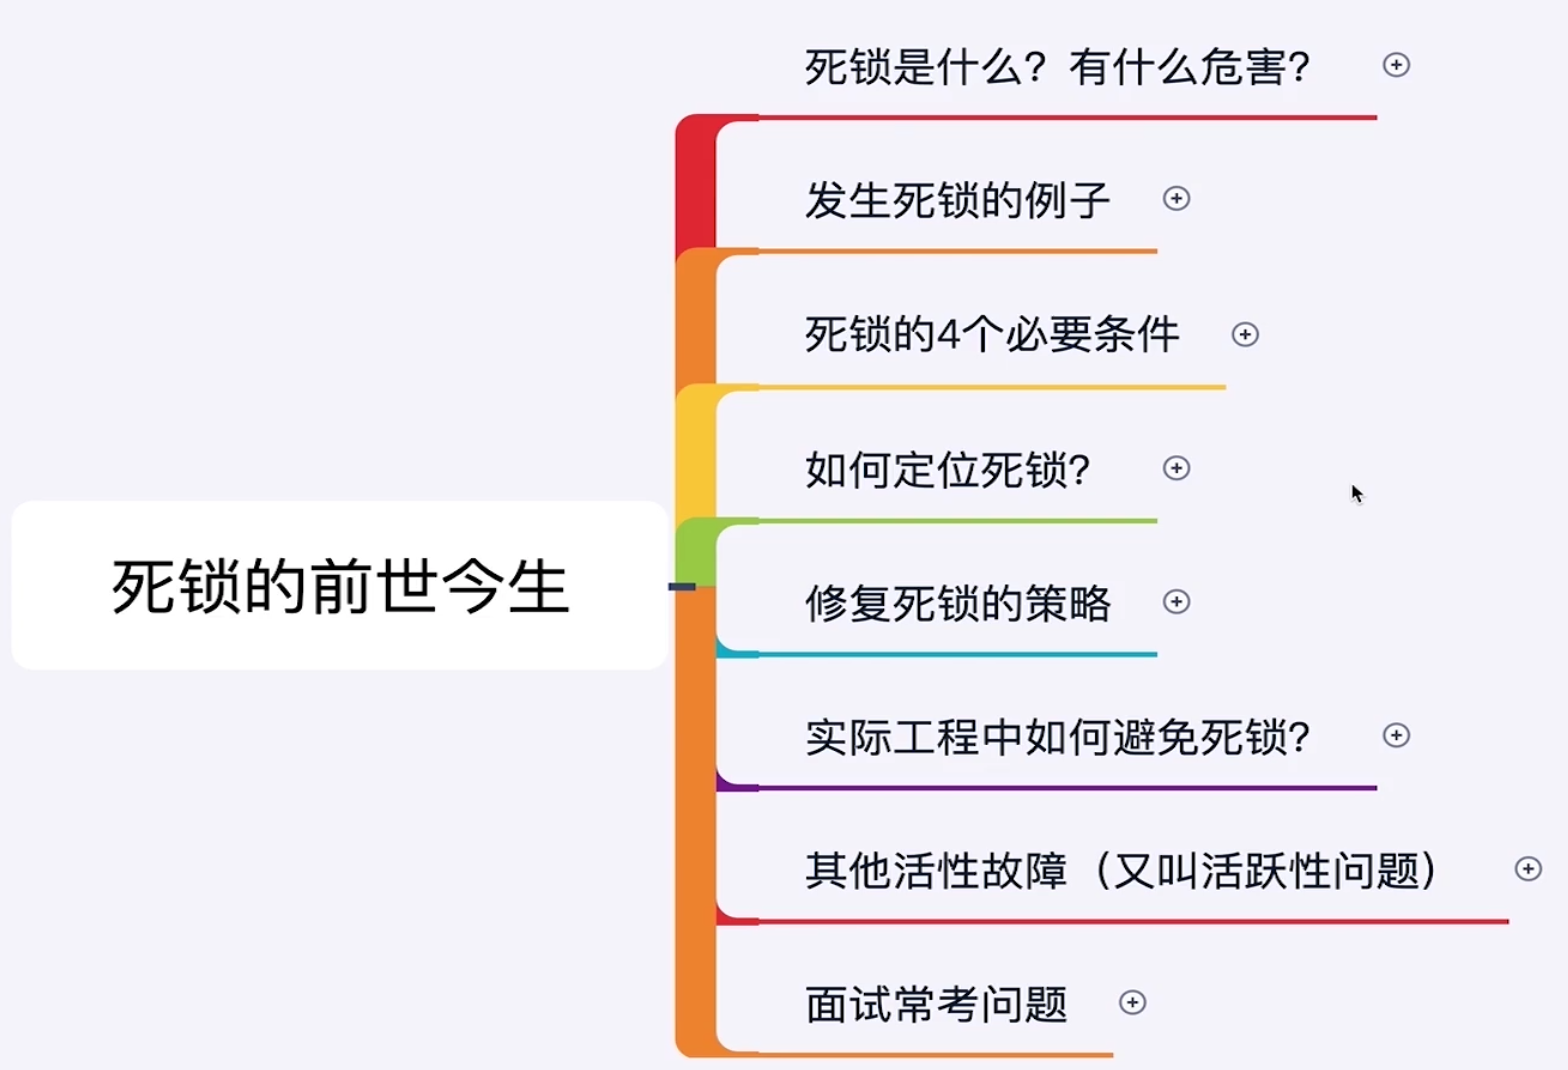 死锁是什么？有什么危害？
发生死锁的例子
死锁的4个必要条件
如何定位死锁？
死锁的前世今生
修复死锁的策略
实际工程中如何避免死锁？
其他活性故障（又叫活跃性问题）
面试常考问题